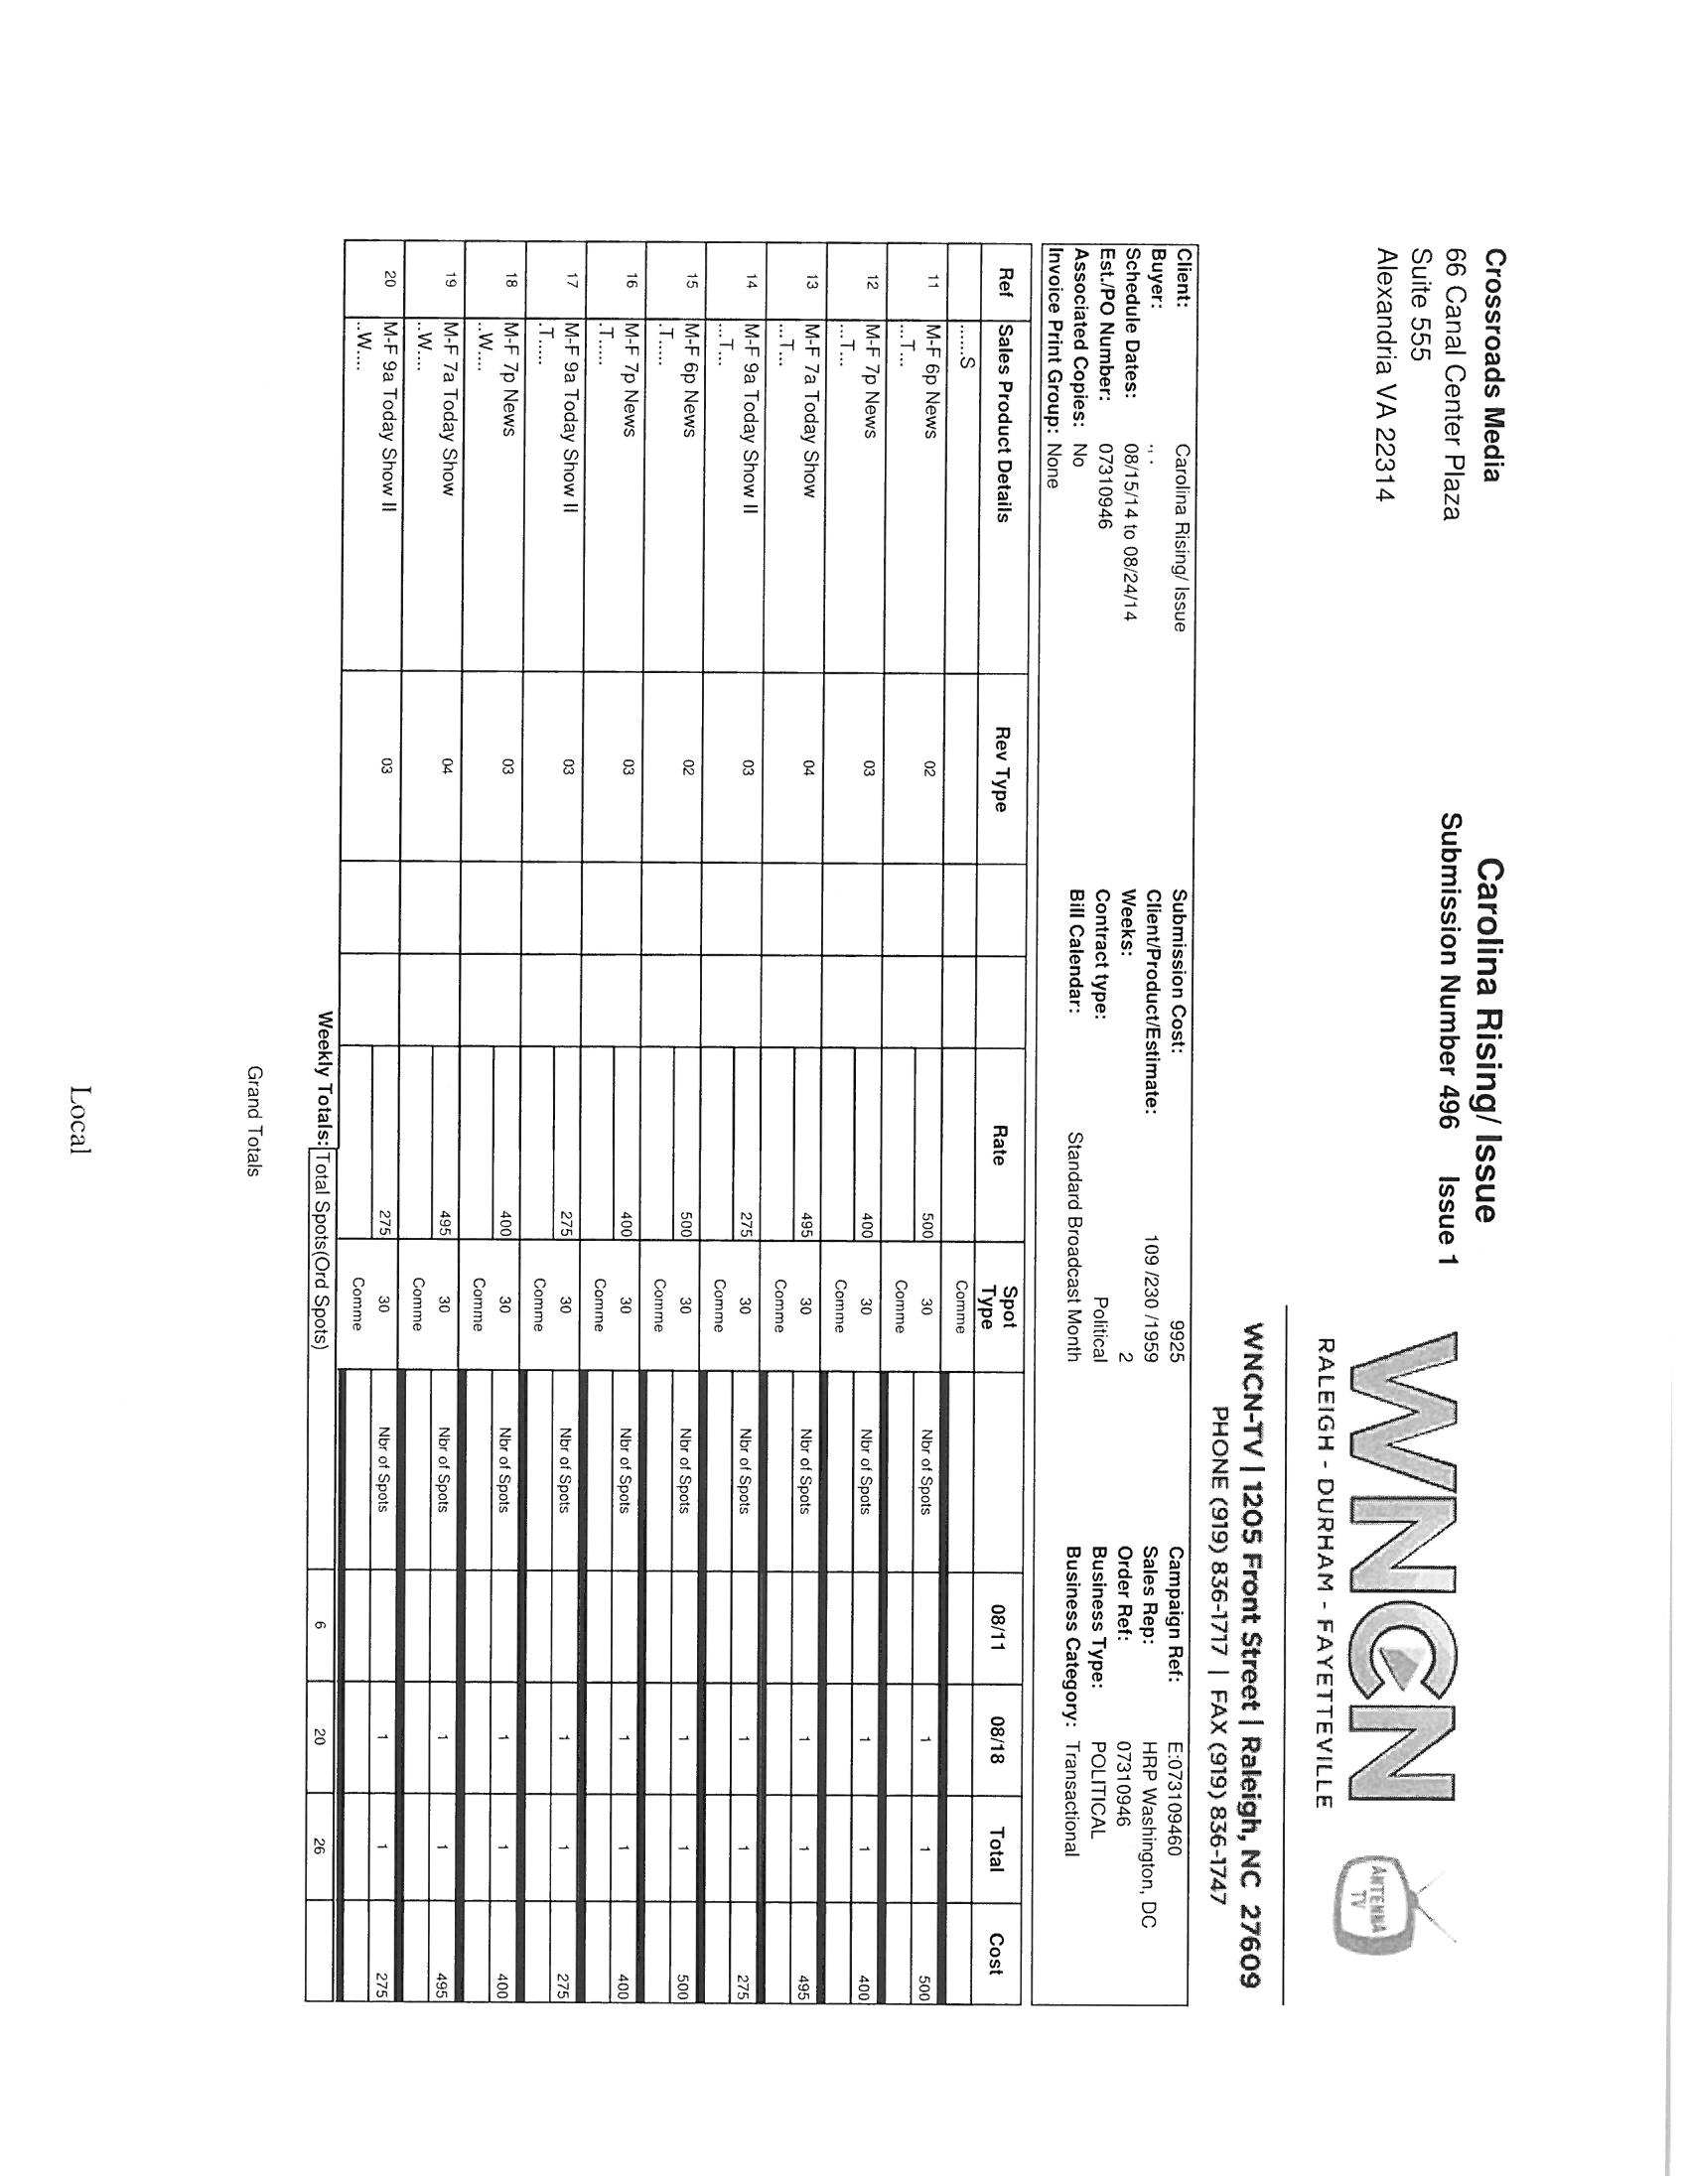 Crossroads Media
66 Canal Center Plaza
Suite 555
Alexandria VA 22314
Carolina Rising/ Issue
Submission Number 496 Issue 1
WNCN
RALEIGH - DURHAM - FAYETTEVILLE
ANTENNA
TV
WNCN-TV | 1205 Front Street | Raleigh, NC 27609
PHONE (919) 836-1717 | FAX (919) 836-1747
Client: Carolina Rising/ Issue Submission Cost: 9925 Campaign Ref: E:073109460
Buyer: , . Client/Product/Estimate: 109 /230 /1959 Sales Rep: HRP Washington, DC
Schedule Dates: 08/15/14 to 08/24/14 Weeks: 2 Order Ref: 07310946
Est./PO Number: 07310946 Contract type: Political Business Type: POLITICAL
Associated Copies: No Bill Calendar: Standard Broadcast Month Business Category: Transactional
Invoice Print Group: None
Ref Sales Product Details Rev Type Rate Spot Type 08/11 08/18 Total Cost
......S Comme
11 M-F 6p News 02 500 30 Nbr of Spots 1 1 500
...T... Comme
12 M-F 7p News 03 400 30 Nbr of Spots 1 1 400
...T... Comme
13 M-F 7a Today Show 04 495 30 Nbr of Spots 1 1 495
...T... Comme
14 M-F 9a Today Show II 03 275 30 Nbr of Spots 1 1 275
...T... Comme
15 M-F 6p News 02 500 30 Nbr of Spots 1 1 500
.T..... Comme
16 M-F 7p News 03 400 30 Nbr of Spots 1 1 400
.T..... Comme
17 M-F 9a Today Show II 03 275 30 Nbr of Spots 1 1 275
.T..... Comme
18 M-F 7p News 03 400 30 Nbr of Spots 1 1 400
..W.... Comme
19 M-F 7a Today Show 04 495 30 Nbr of Spots 1 1 495
..W.... Comme
20 M-F 9a Today Show II 03 275 30 Nbr of Spots 1 1 275
..W.... Comme
Weekly Totals: Total Spots(Ord Spots) 6 20 26
Grand Totals
Local